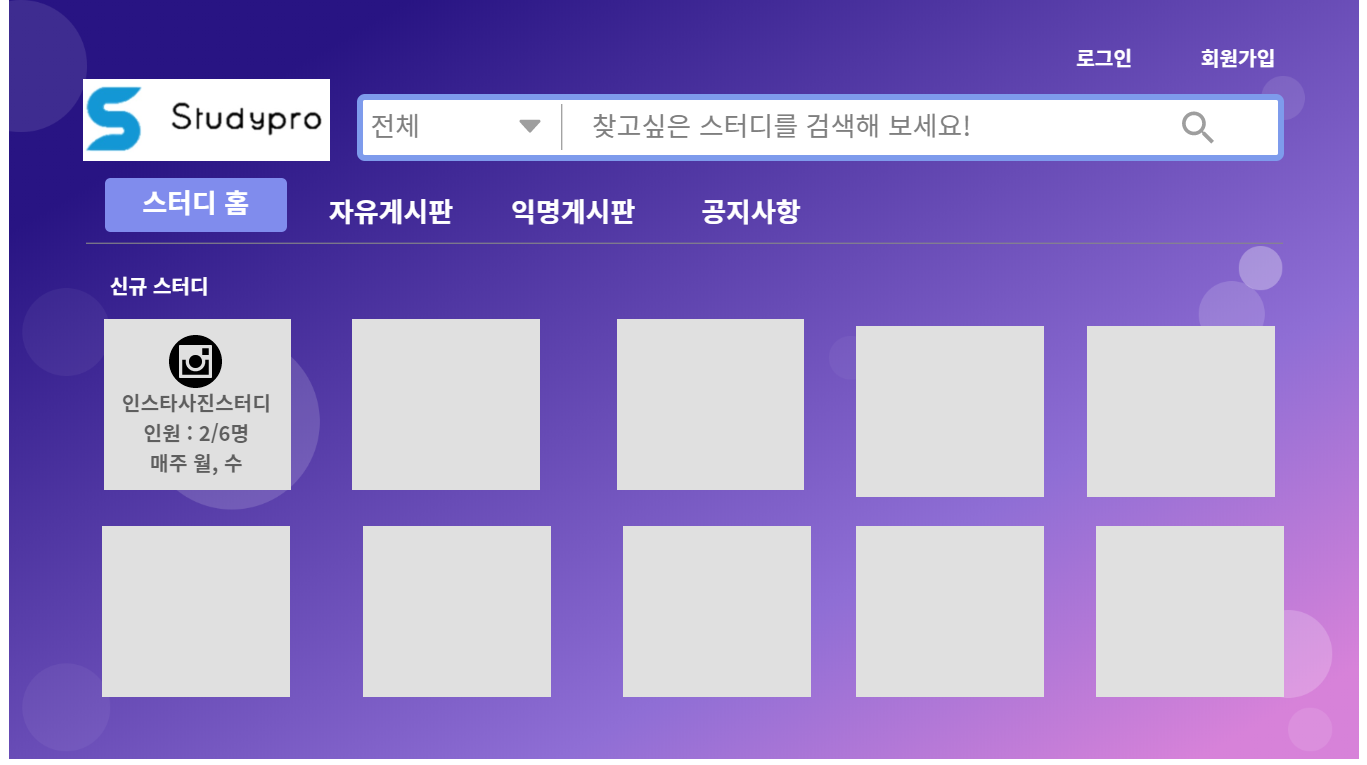 로그인 회원가입
Studypro
전체 찾고싶은 스터디를 검색해 보세요!
스터디 홈 자유게시판 익명게시판 공지사항
신규 스터디
인스타사진스터디
인원 : 2/6명
매주 월, 수